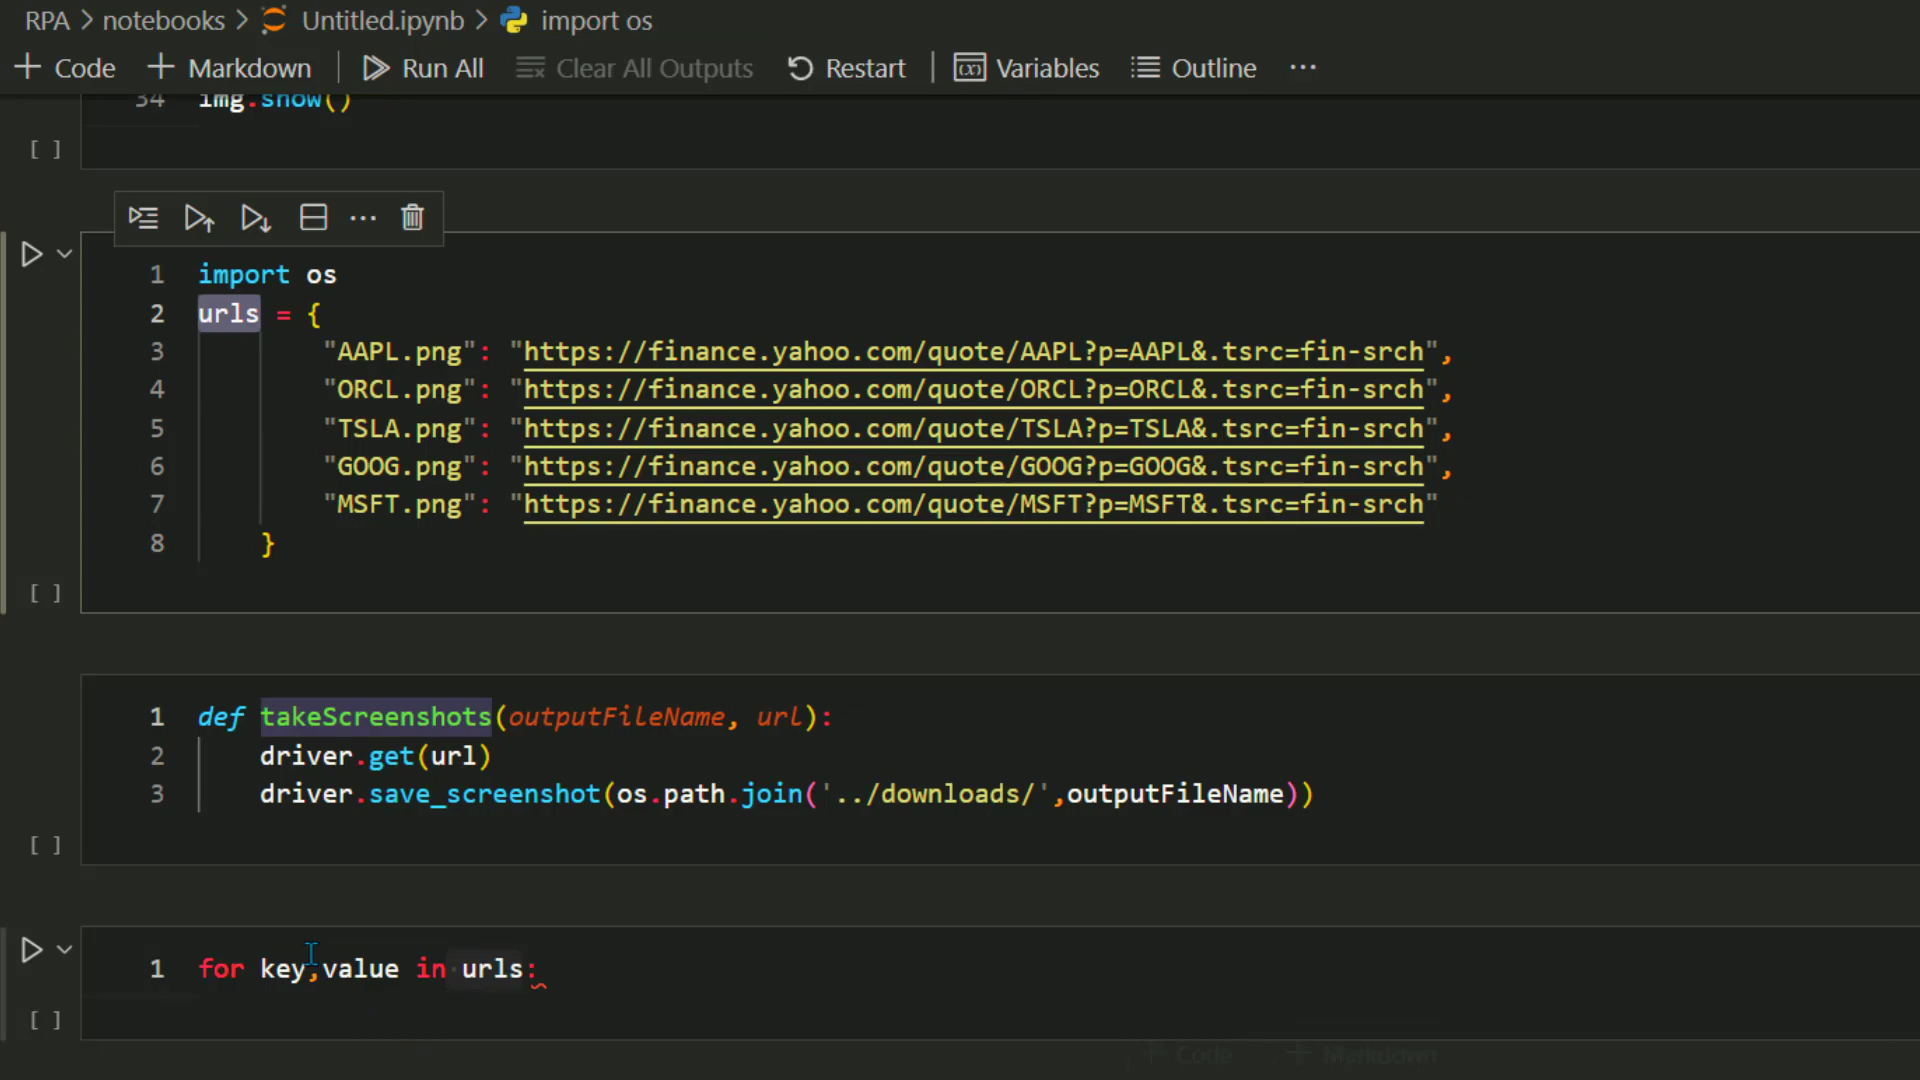 RPA > notebooks > Untitled.ipynb > import os
+ Code + Markdown | Run All Clear All Outputs Restart | Variables Outline ...
34 img.show()
[ ]
1 import os
2 urls = {
3 "AAPL.png": "https://finance.yahoo.com/quote/AAPL?p=AAPL&.tsrc=fin-srch",
4 "ORCL.png": "https://finance.yahoo.com/quote/ORCL?p=ORCL&.tsrc=fin-srch",
5 "TSLA.png": "https://finance.yahoo.com/quote/TSLA?p=TSLA&.tsrc=fin-srch",
6 "GOOG.png": "https://finance.yahoo.com/quote/GOOG?p=GOOG&.tsrc=fin-srch",
7 "MSFT.png": "https://finance.yahoo.com/quote/MSFT?p=MSFT&.tsrc=fin-srch"
8 }
[ ]
1 def takeScreenshots(outputFileName, url):
2 driver.get(url)
3 driver.save_screenshot(os.path.join('../downloads/',outputFileName))
[ ]
1 for key,value in urls:
[ ]
+ Code + Markdown